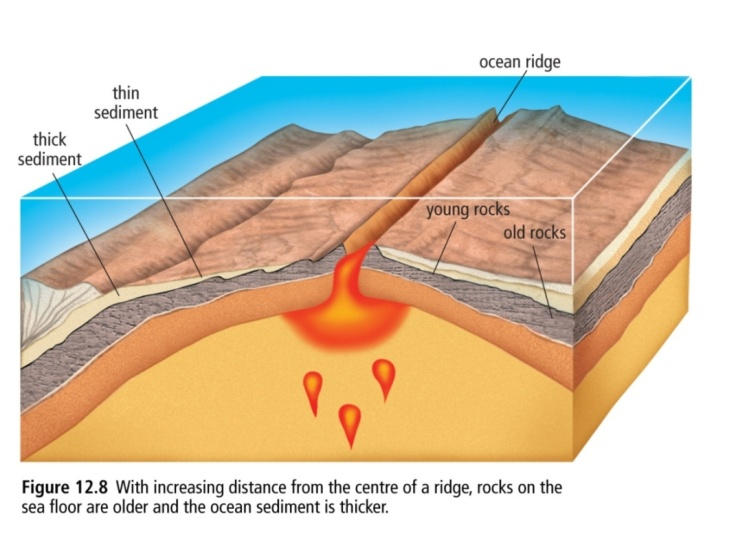 ocean ridge
thin
sediment
thick
sediment
young rocks
old rocks
Figure 12.8 With increasing distance from the centre of a ridge, rocks on the
sea floor are older and the ocean sediment is thicker.